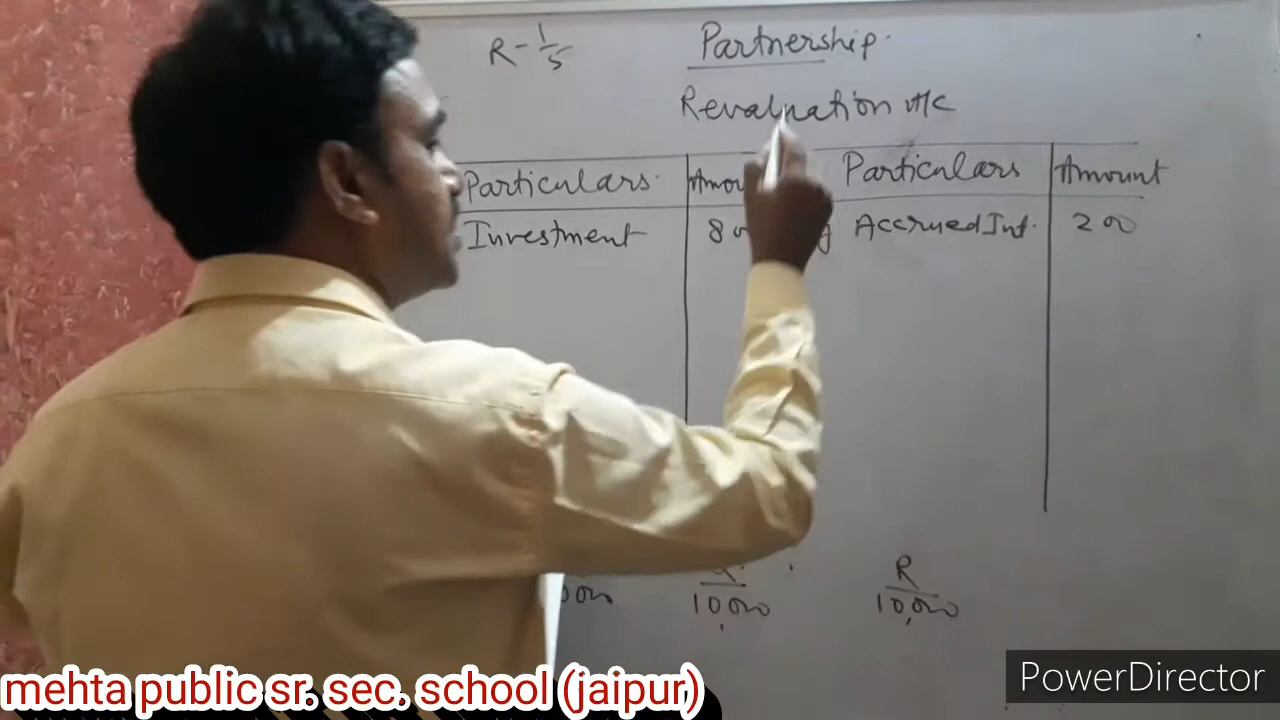 R - 1/5
Partnership.
Revaluation A/c
Particulars. Particulars Amount
Investment Accrued Int. 200
R
10,000 10,000
mehta public sr. sec. school (jaipur)
PowerDirector